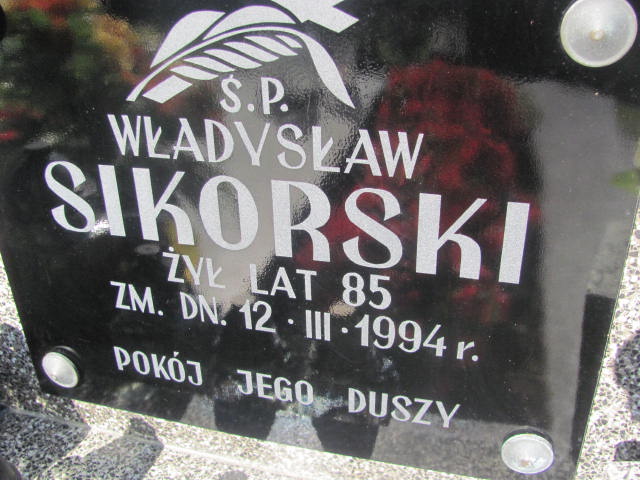 Ś.P.
WŁADYSŁAW
SIKORSKI
ŻYŁ LAT 85
ZM. DN. 12·III·1994 r.
POKÓJ JEGO DUSZY